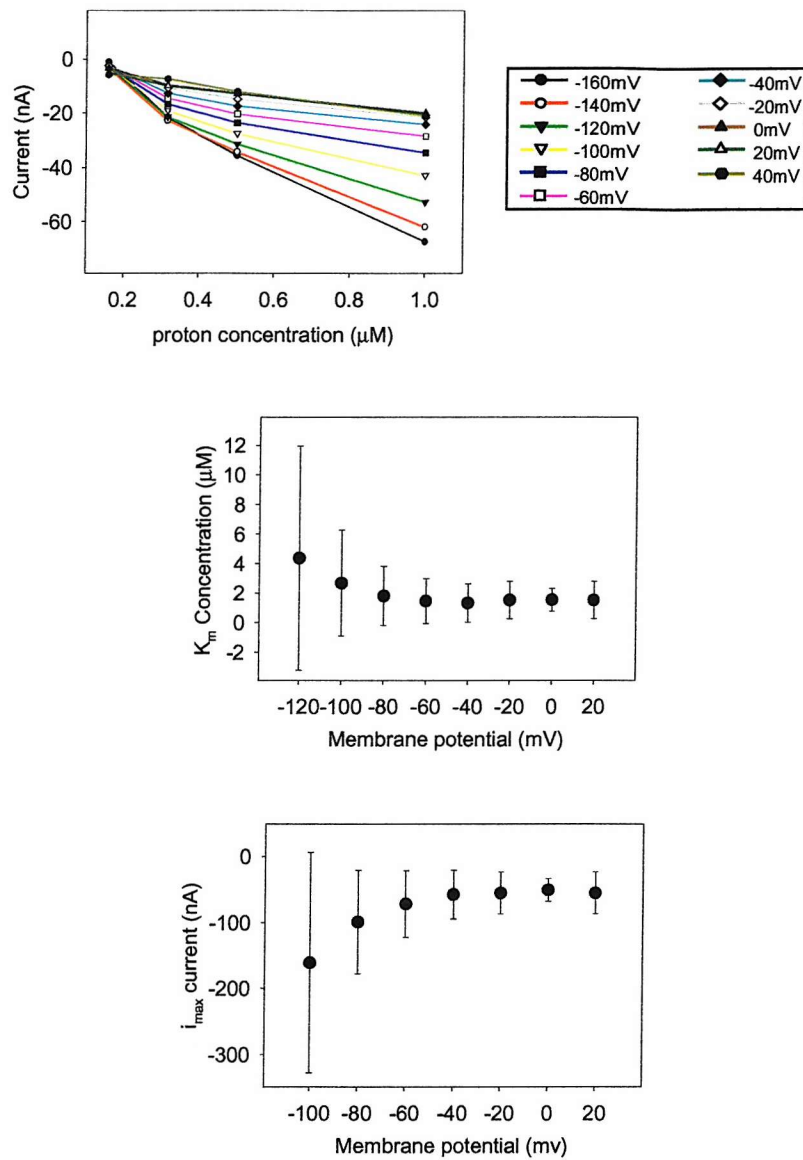 0
-20
-40
-60
Current (nA)
0.2 0.4 0.6 0.8 1.0
proton concentration (μM)
-160mV
-140mV
-120mV
-100mV
-80mV
-60mV
-40mV
-20mV
0mV
20mV
40mV
12
10
8
6
4
2
0
-2
Km Concentration (μM)
-120 -100 -80 -60 -40 -20 0 20
Membrane potential (mV)
0
-100
-200
-300
imax current (nA)
-100 -80 -60 -40 -20 0 20
Membrane potential (mv)